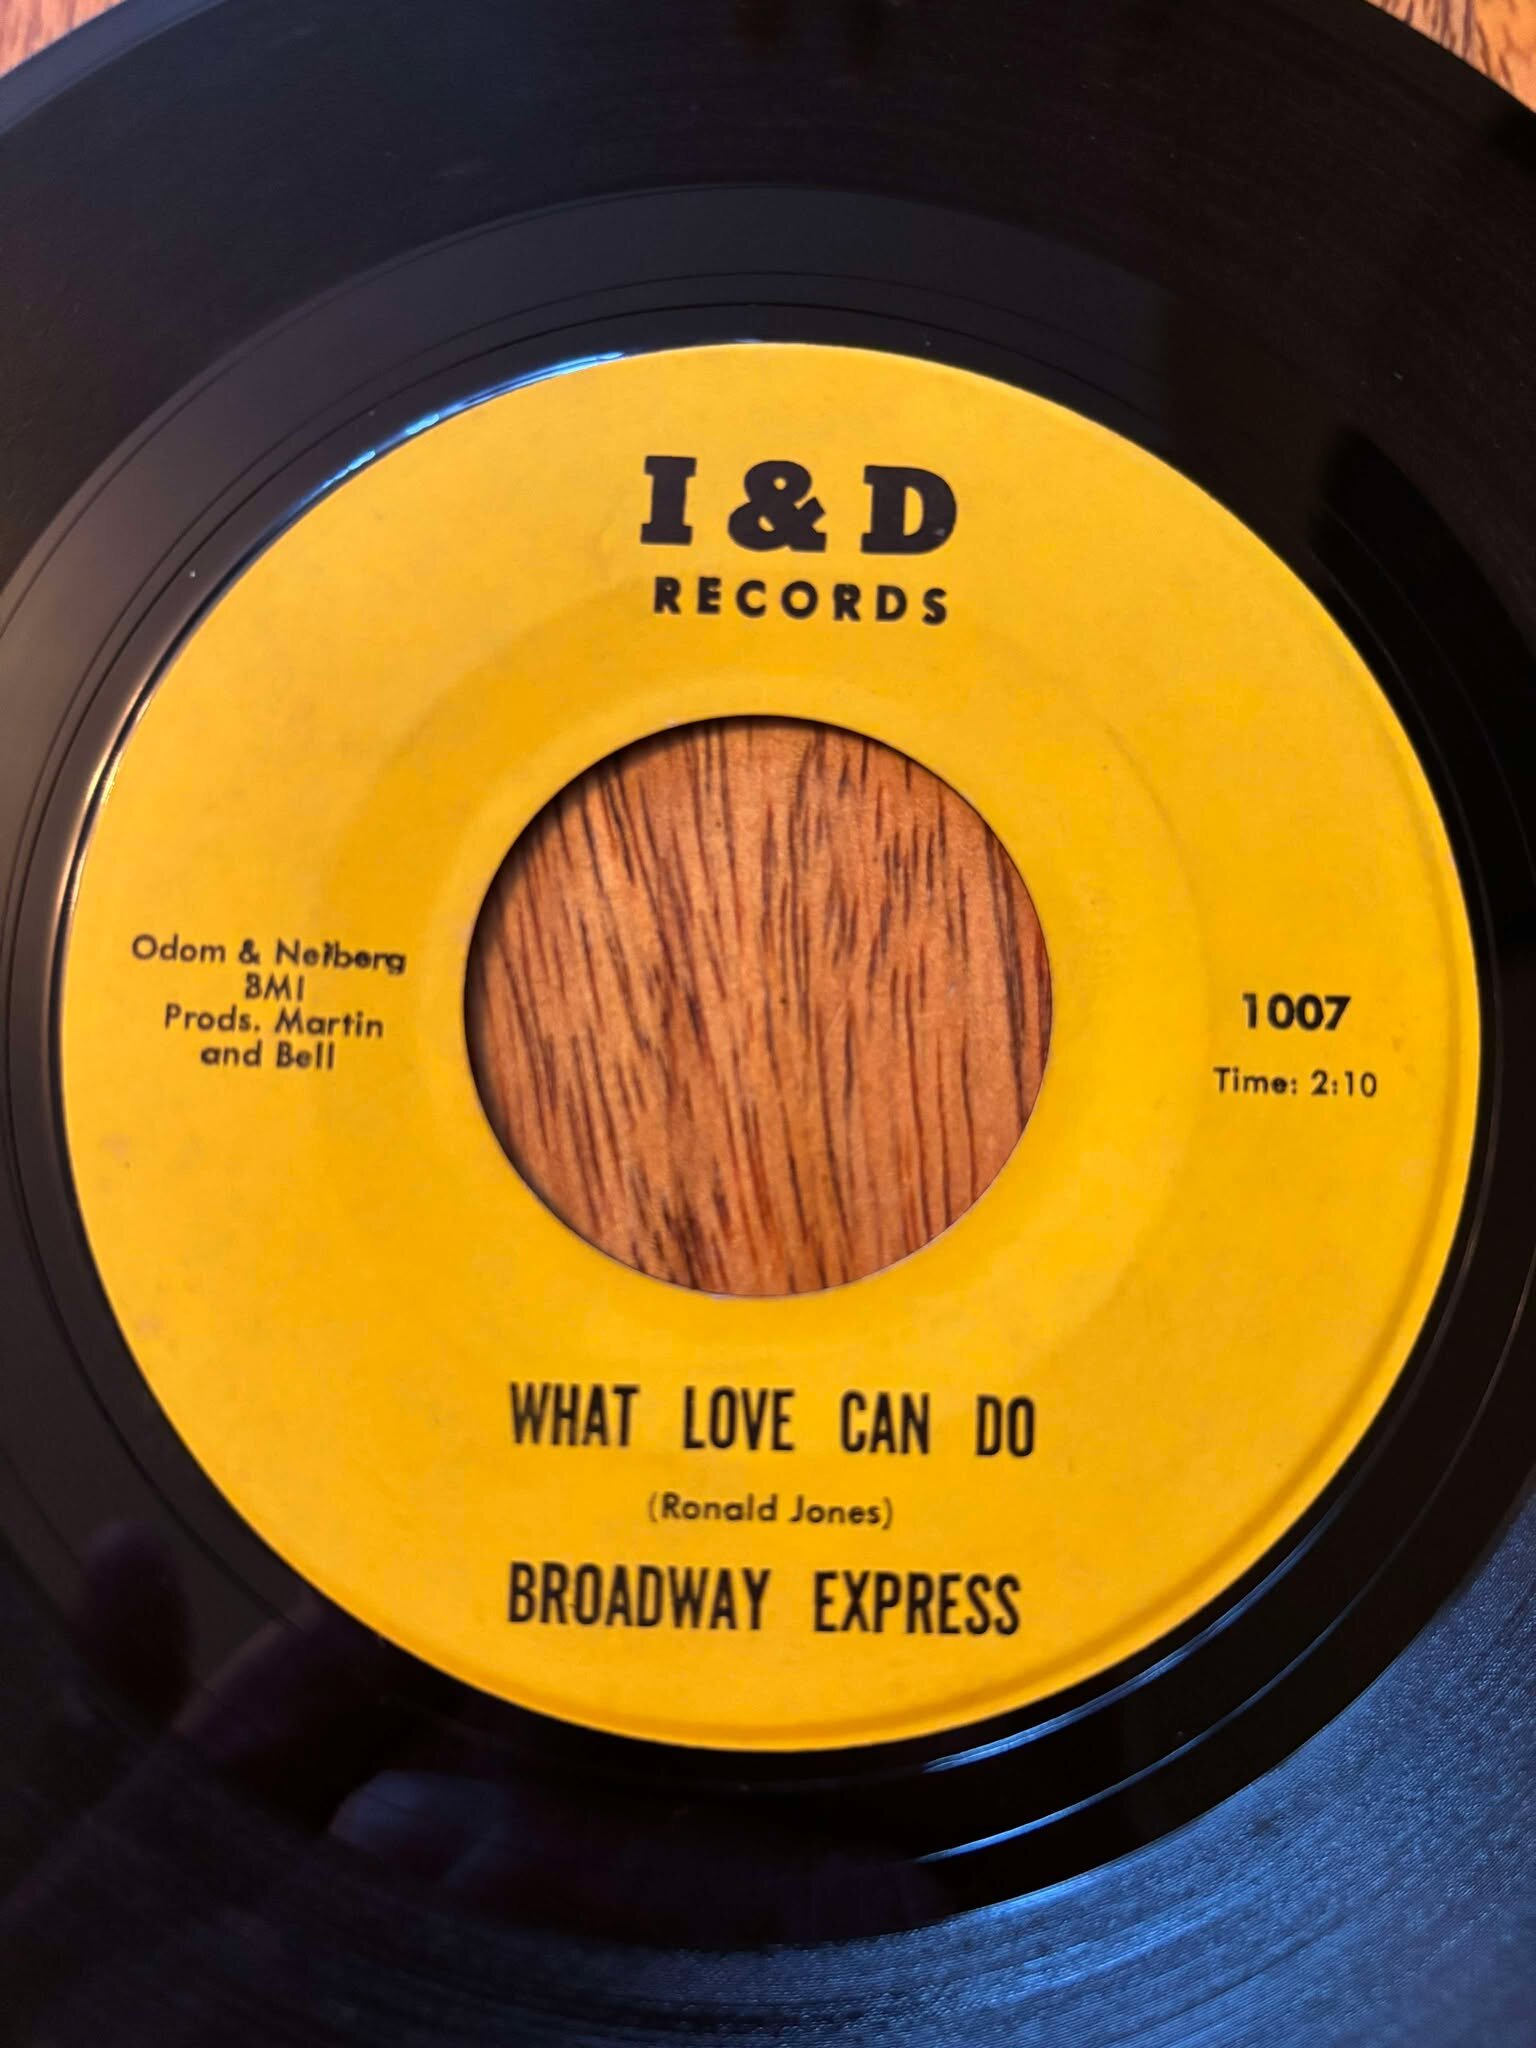 I & D
RECORDS
Odom & Neiberg
BMI
Prods. Martin
and Bell
1007
Time: 2:10
WHAT LOVE CAN DO
(Ronald Jones)
BROADWAY EXPRESS